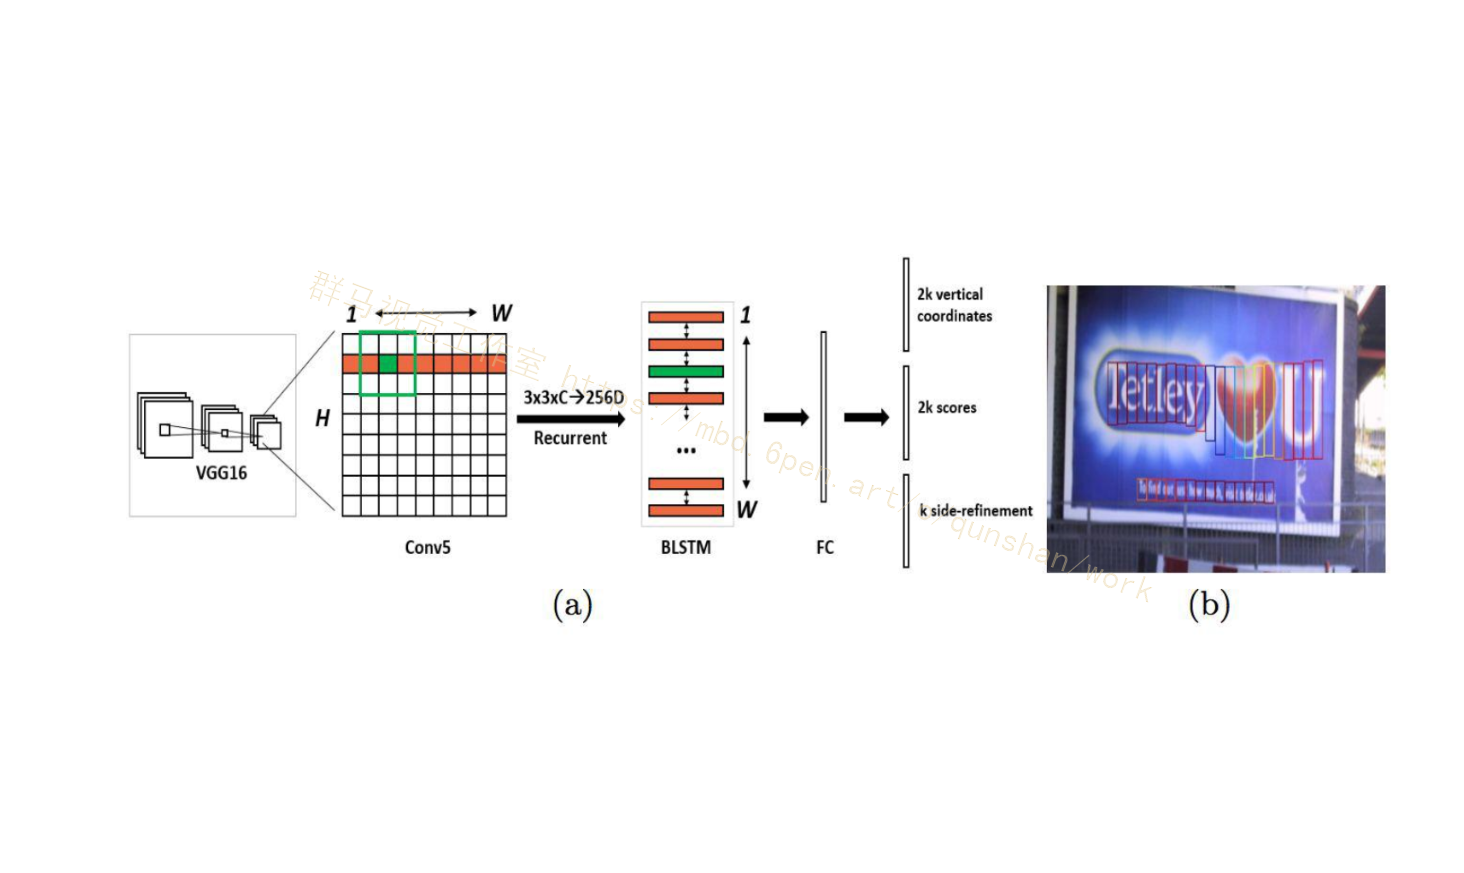 1 W
H
VGG16
Conv5
3x3xC→256D
Recurrent
1
...
W
BLSTM
FC
2k vertical
coordinates
2k scores
k side-refinement
Tetley
U
(a)
(b)
群马视觉工作室 https://mbd.6pen.art/o/qunshan/work